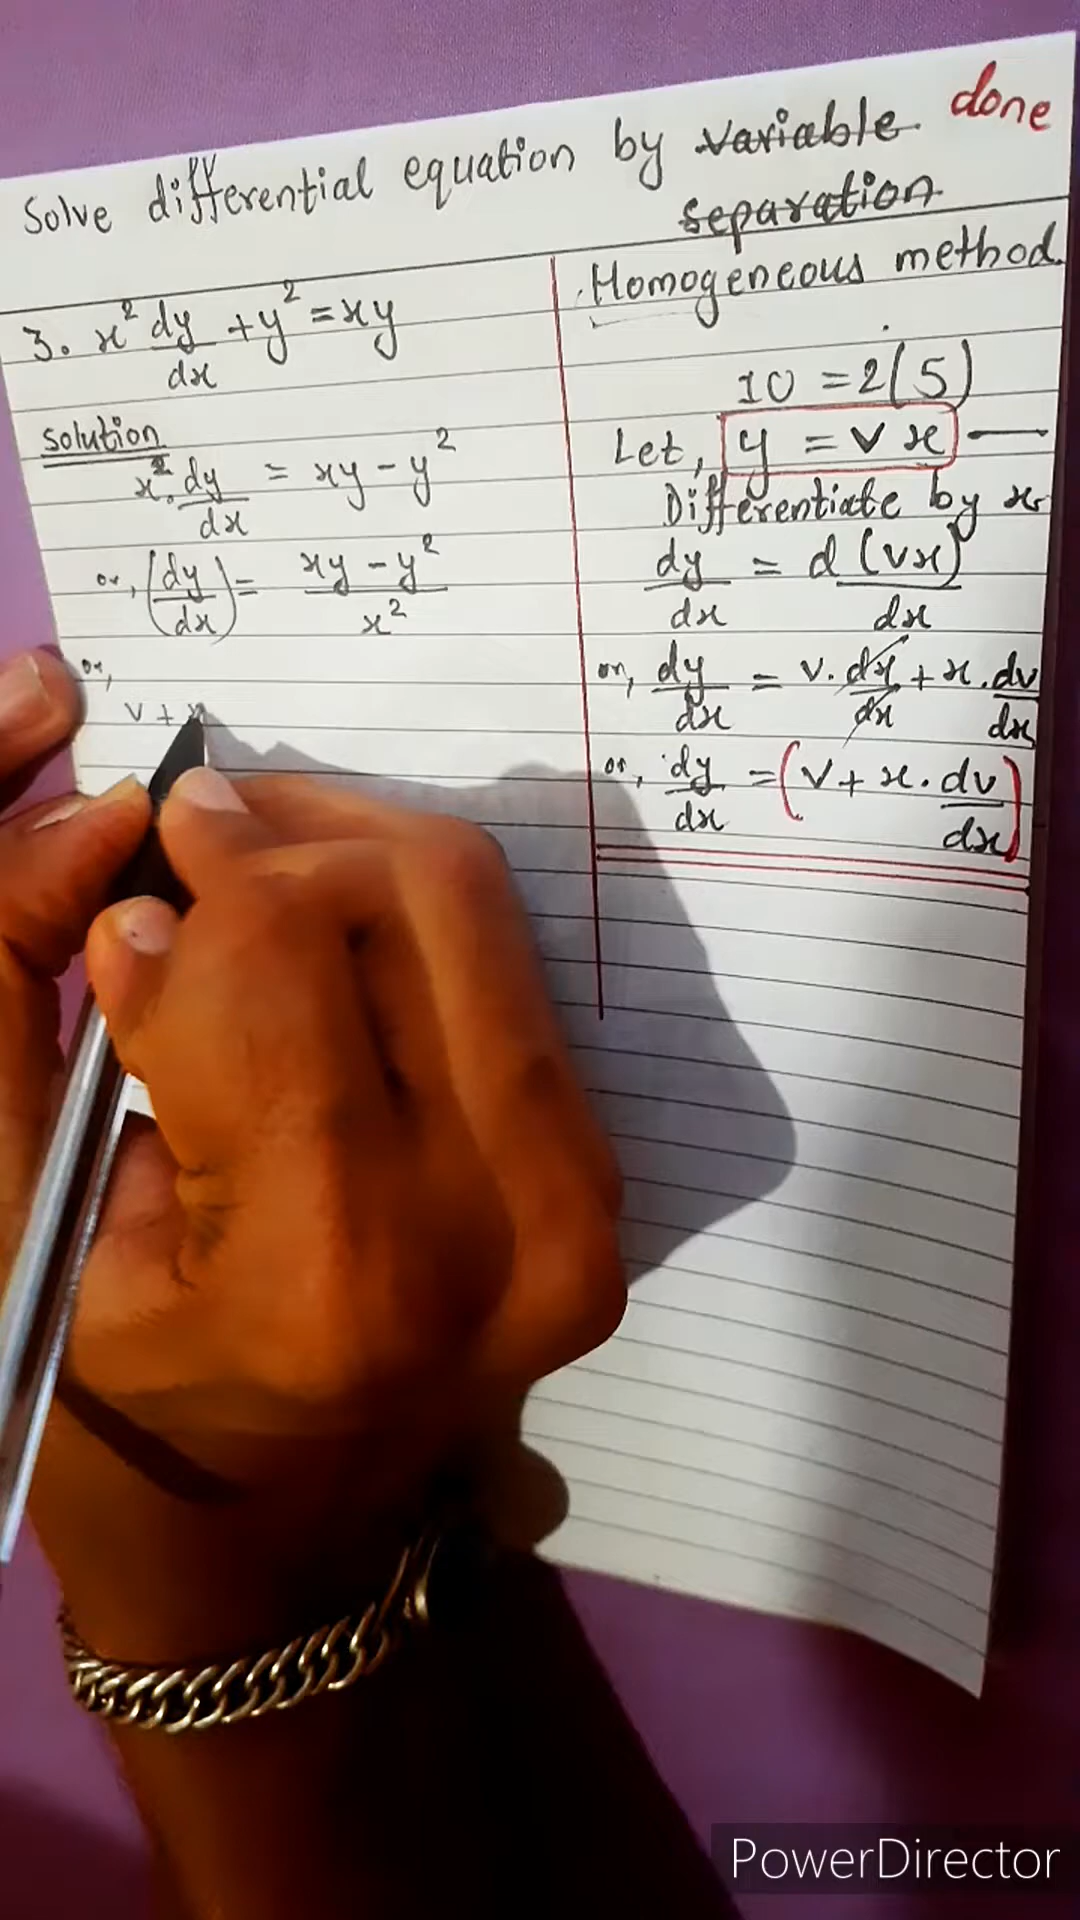 Solve differential equation by variable done
separation
Homogeneous method.
3. x² dy/dx + y² = xy
solution
x². dy/dx = xy - y²
or, (dy/dx) = xy - y² / x²
or,
v + x
10 = 2(5)
Let, y = vx —
Differentiate by x
dy/dx = d(vx)/dx
or, dy/dx = v. dx/dx + x. dv/dx
or, dy/dx = (v + x. dv/dx)
PowerDirector